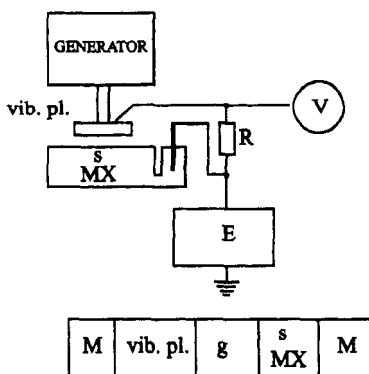 GENERATOR
vib. pl.
V
R
s
MX
E
M vib. pl. g s MX M